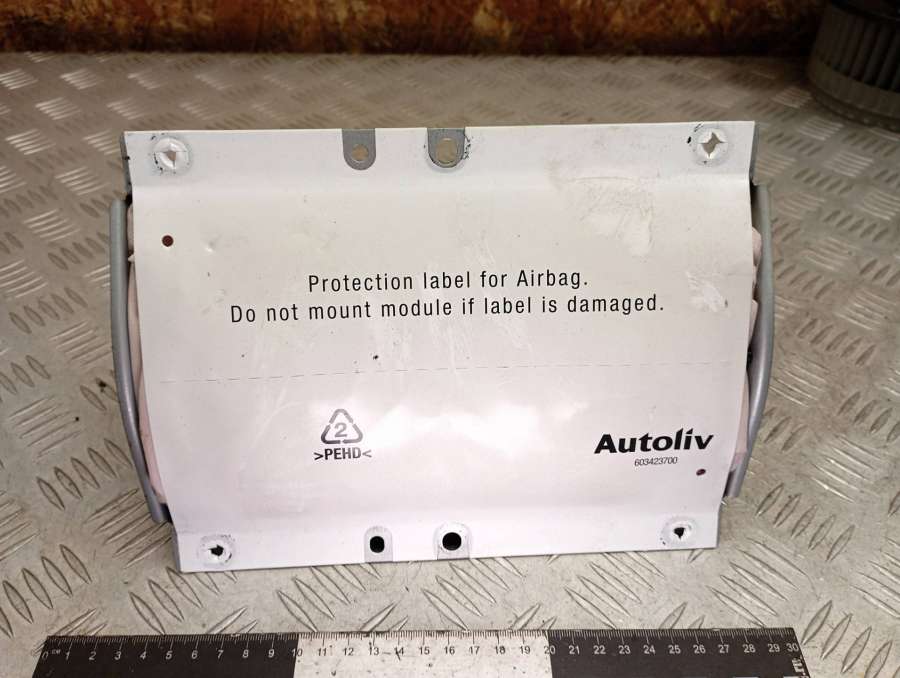 Protection label for Airbag.
Do not mount module if label is damaged.
2
>PEHD<
Autoliv
603423700
0 cm 1 2 3 4 5 6 7 8 9 10 11 12 13 14 15 16 17 18 19 20 21 22 23 24 25 26 27 28 29 30